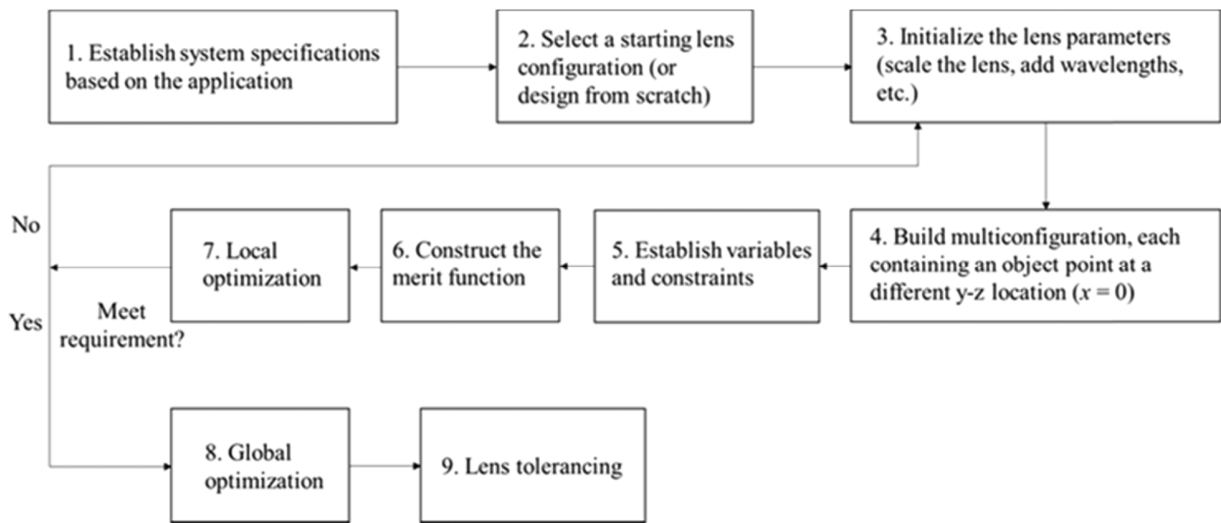 1. Establish system specifications
based on the application
2. Select a starting lens
configuration (or
design from scratch)
3. Initialize the lens parameters
(scale the lens, add wavelengths,
etc.)
No
7. Local
optimization
6. Construct the
merit function
5. Establish variables
and constraints
4. Build multiconfiguration, each
containing an object point at a
different y-z location (x = 0)
Yes
Meet
requirement?
8. Global
optimization
9. Lens tolerancing